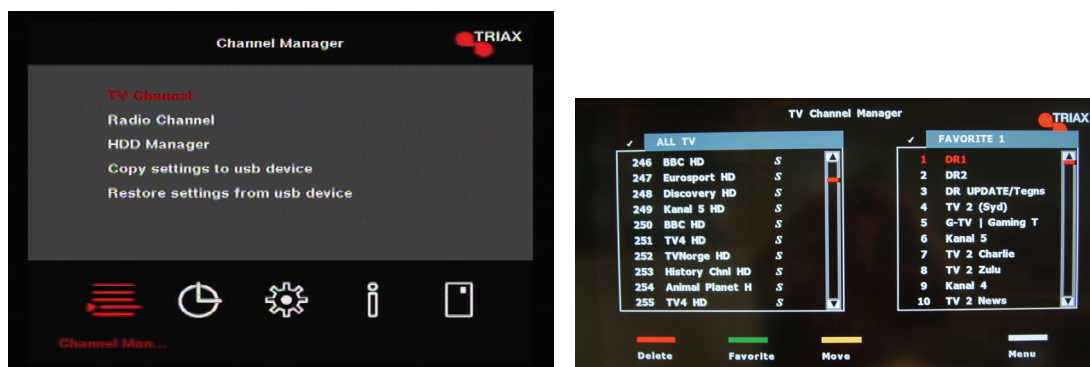 Channel Manager
TRIAX
TV Channel
Radio Channel
HDD Manager
Copy settings to usb device
Restore settings from usb device
Channel Man...
TV Channel Manager
TRIAX
✓ ALL TV
246 BBC HD S
247 Eurosport HD S
248 Discovery HD S
249 Kanal 5 HD S
250 BBC HD S
251 TV4 HD S
252 TVNorge HD S
253 History Chnl HD S
254 Animal Planet H S
255 TV4 HD S
✓ FAVORITE 1
1 DR1
2 DR2
3 DR UPDATE/Tegns
4 TV 2 (Syd)
5 G-TV | Gaming T
6 Kanal 5
7 TV 2 Charlie
8 TV 2 Zulu
9 Kanal 4
10 TV 2 News
Delete Favorite Move Menu